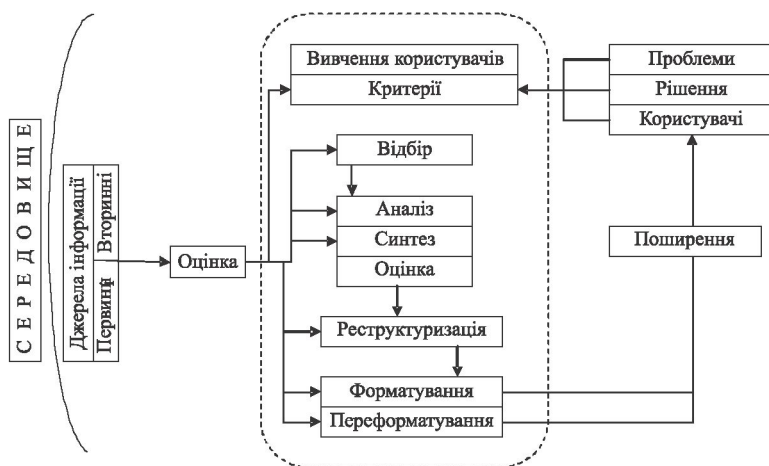 СЕРЕДОВИЩЕ
Джерела інформації
Первинні Вторинні
Оцінка
Вивчення користувачів
Критерії
Відбір
Аналіз
Синтез
Оцінка
Реструктуризація
Форматування
Переформатування
Проблеми
Рішення
Користувачі
Поширення